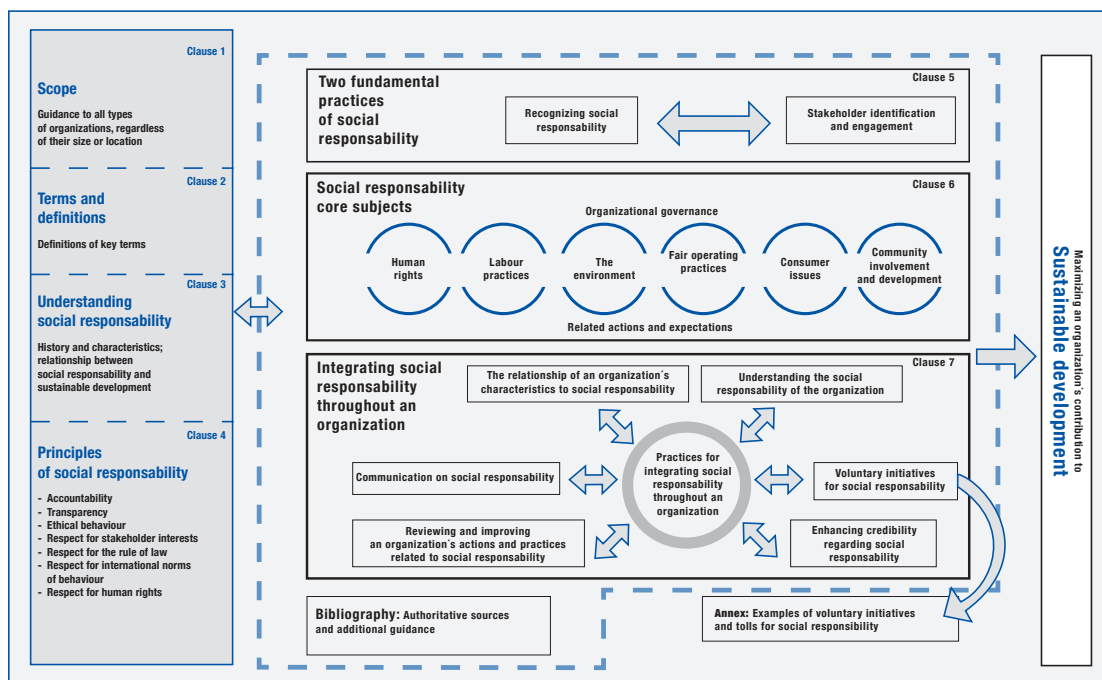 Clause 1
Scope
Guidance to all types
of organizations, regardless
of their size or location
Clause 2
Terms and
definitions
Definitions of key terms
Clause 3
Understanding
social responsability
History and characteristics;
relationship between
social responsability and
sustainable development
Clause 4
Principles
of social responsability
- Accountability
- Transparency
- Ethical behaviour
- Respect for stakeholder interests
- Respect for the rule of law
- Respect for international norms
of behaviour
- Respect for human rights
Two fundamental
practices
of social
responsability
Clause 5
Recognizing social
responsability
Stakeholder identification
and engagement
Social responsability
core subjects
Clause 6
Organizational governance
Human
rights
Labour
practices
The
environment
Fair operating
practices
Consumer
issues
Community
involvement
and development
Related actions and expectations
Integrating social
responsability
throughout an
organization
Clause 7
The relationship of an organization´s
characteristics to social responsability
Understanding the social
responsability of the organization
Practices for
integrating social
responsability
throughout an
organization
Communication on social responsability
Voluntary initiatives
for social responsability
Reviewing and improving
an organization´s actions and practices
related to social responsability
Enhancing credibility
regarding social
responsability
Bibliography: Authoritative sources
and additional guidance
Annex: Examples of voluntary initiatives
and tolls for social responsibility
Maximizing an organization´s contribution to
Sustainable development